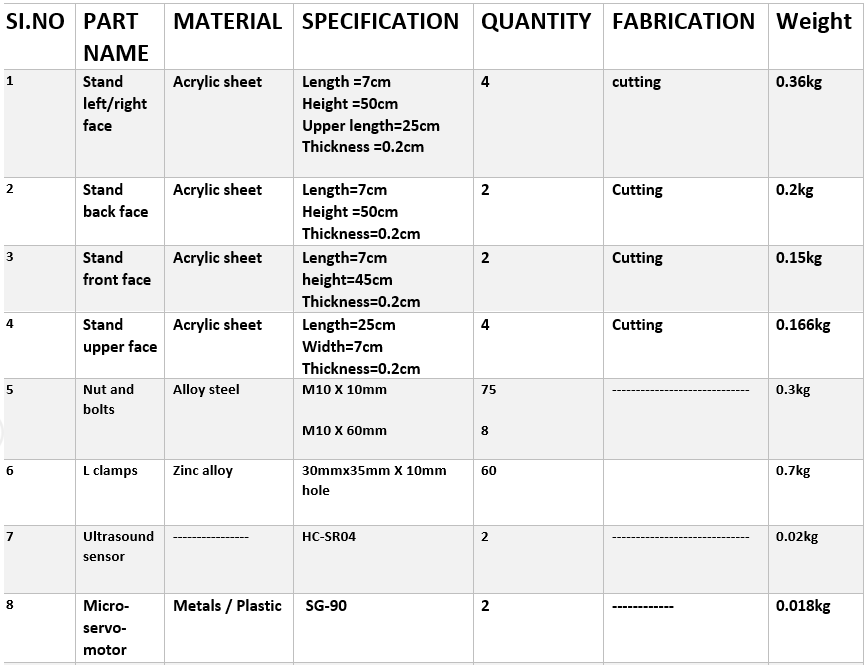 SI.NO PART NAME MATERIAL SPECIFICATION QUANTITY FABRICATION Weight
1 Stand left/right face Acrylic sheet Length =7cm Height =50cm Upper length=25cm Thickness =0.2cm 4 cutting 0.36kg
2 Stand back face Acrylic sheet Length=7cm Height =50cm Thickness=0.2cm 2 Cutting 0.2kg
3 Stand front face Acrylic sheet Length=7cm height=45cm Thickness=0.2cm 2 Cutting 0.15kg
4 Stand upper face Acrylic sheet Length=25cm Width=7cm Thickness=0.2cm 4 Cutting 0.166kg
5 Nut and bolts Alloy steel M10 X 10mm M10 X 60mm 75 8 ----------------------------- 0.3kg
6 L clamps Zinc alloy 30mmx35mm X 10mm hole 60 0.7kg
7 Ultrasound sensor ---------------- HC-SR04 2 ----------------------------- 0.02kg
8 Micro-servo-motor Metals / Plastic SG-90 2 ------------ 0.018kg